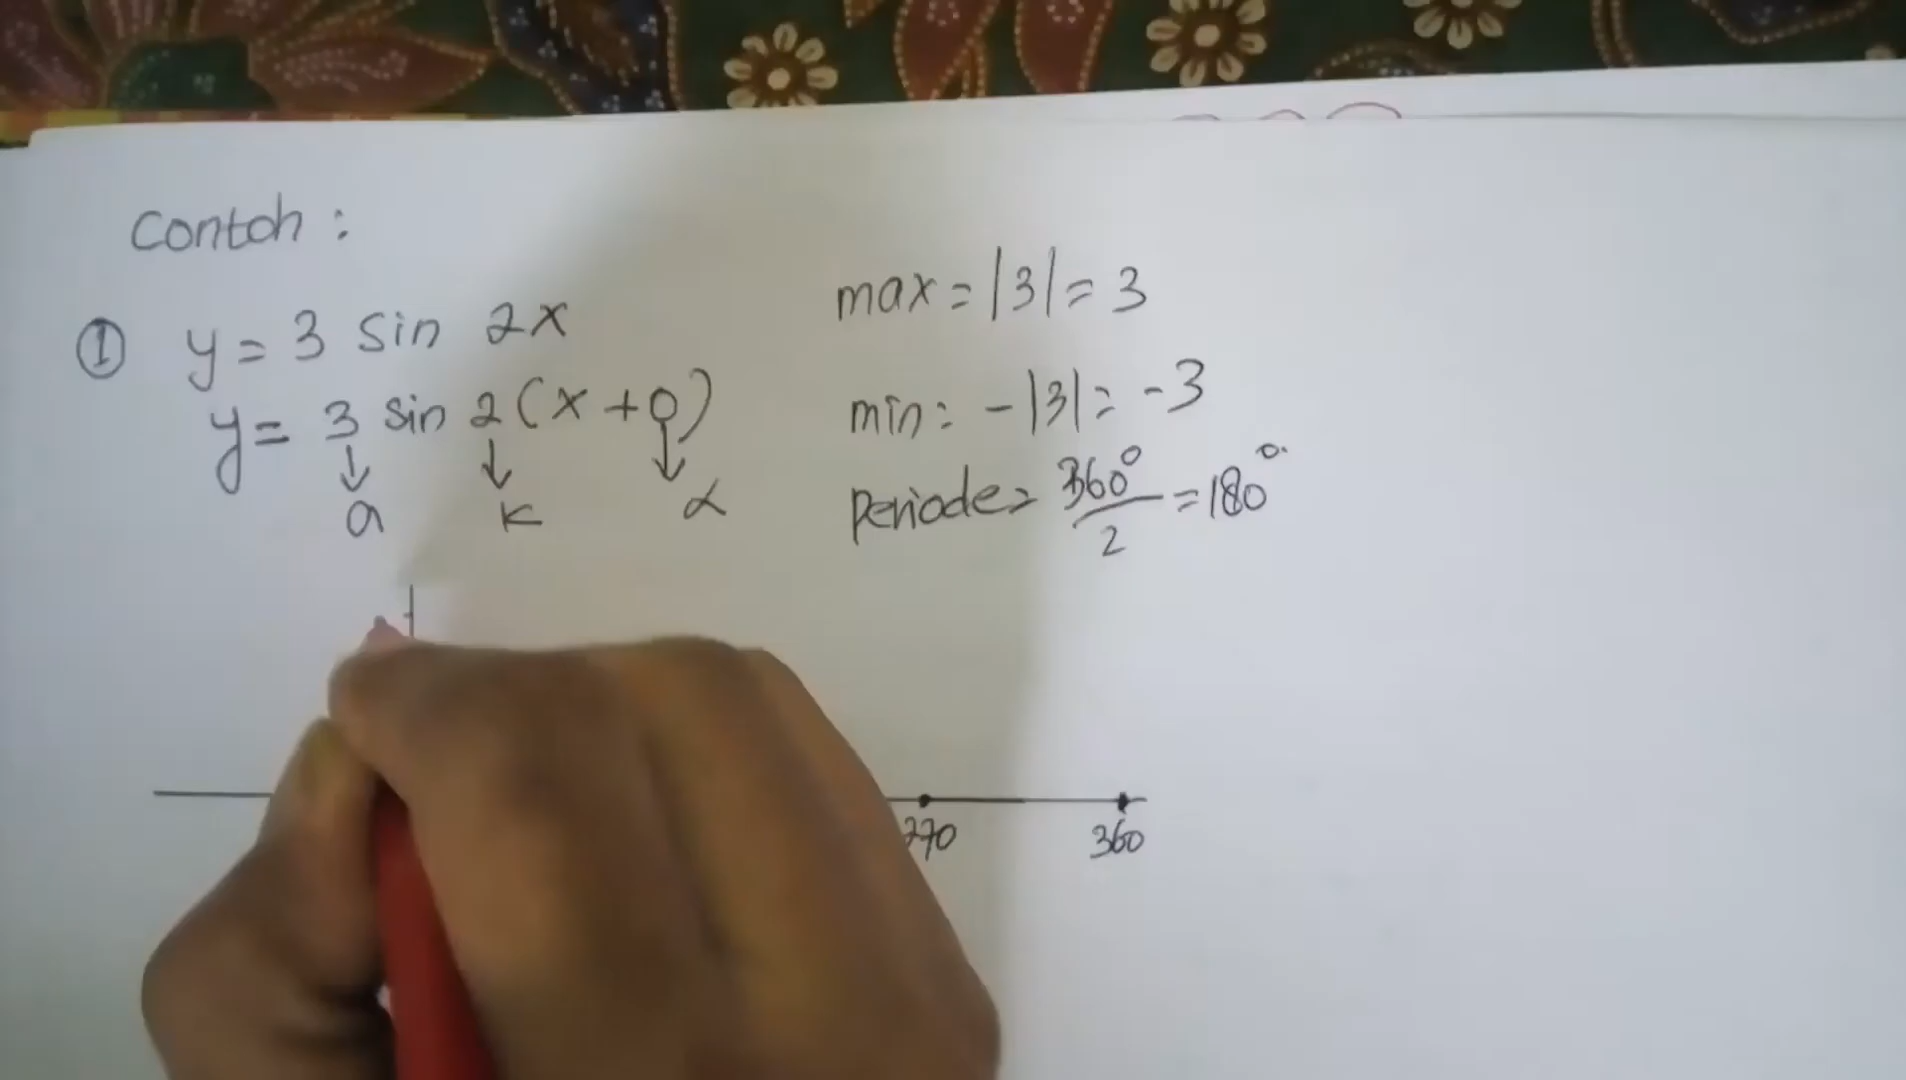 Contoh :
① y = 3 sin 2x
y = 3 sin 2 (x + 0)
↓ ↓ ↓
a k α
max = |3| = 3
min = -|3| = -3
Periode = 360°/2 = 180°
270 360